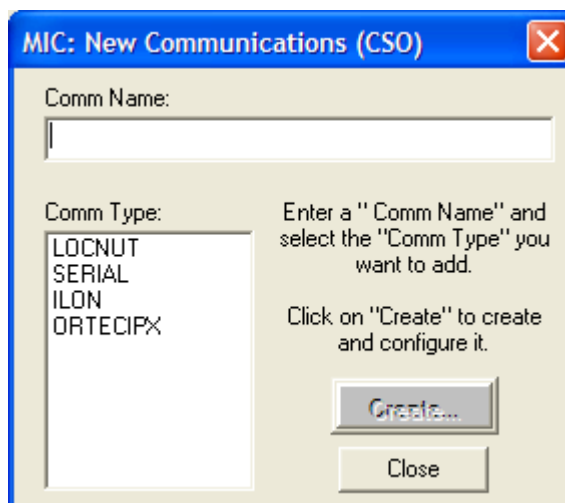 MIC: New Communications (CSO)
Comm Name:
Comm Type:
LOCNUT
SERIAL
ILON
ORTECIPX
Enter a " Comm Name" and
select the "Comm Type" you
want to add.
Click on "Create" to create
and configure it.
Create...
Close